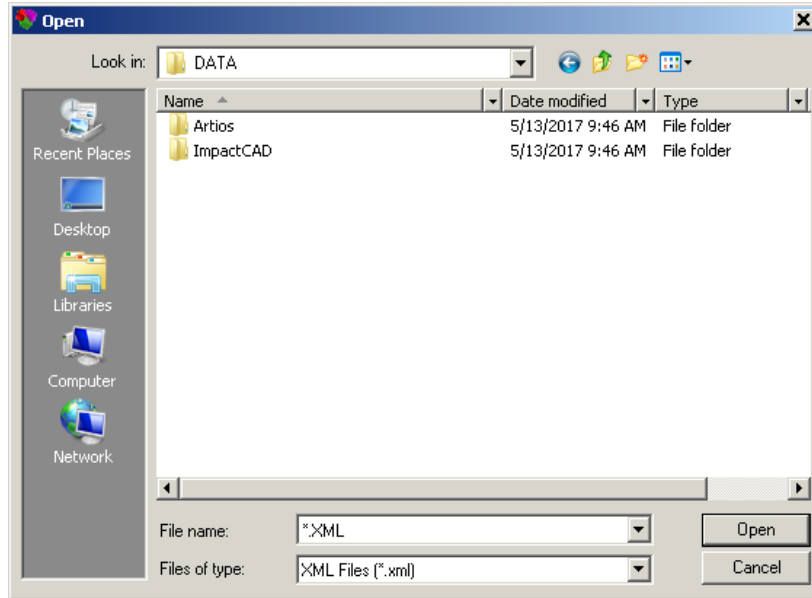 Open
Look in: DATA
Name Date modified Type
Artios 5/13/2017 9:46 AM File folder
ImpactCAD 5/13/2017 9:46 AM File folder
Recent Places
Desktop
Libraries
Computer
Network
File name: *.XML Open
Files of type: XML Files (*.xml) Cancel